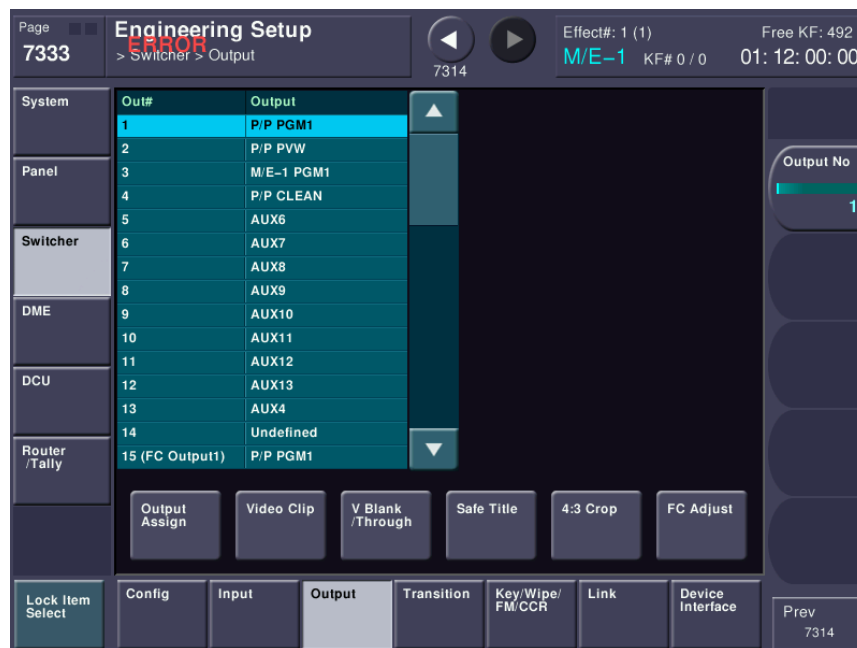 Page
7333
Engineering Setup
ERROR
> Switcher > Output
7314
Effect#: 1 (1)
M/E-1 KF# 0 / 0
Free KF: 492
01: 12: 00: 00
System
Panel
Switcher
DME
DCU
Router
/Tally
Out# Output
1 P/P PGM1
2 P/P PVW
3 M/E-1 PGM1
4 P/P CLEAN
5 AUX6
6 AUX7
7 AUX8
8 AUX9
9 AUX10
10 AUX11
11 AUX12
12 AUX13
13 AUX4
14 Undefined
15 (FC Output1) P/P PGM1
Output No
1
Output
Assign
Video Clip
V Blank
/Through
Safe Title
4:3 Crop
FC Adjust
Lock Item
Select
Config
Input
Output
Transition
Key/Wipe/
FM/CCR
Link
Device
Interface
Prev
7314